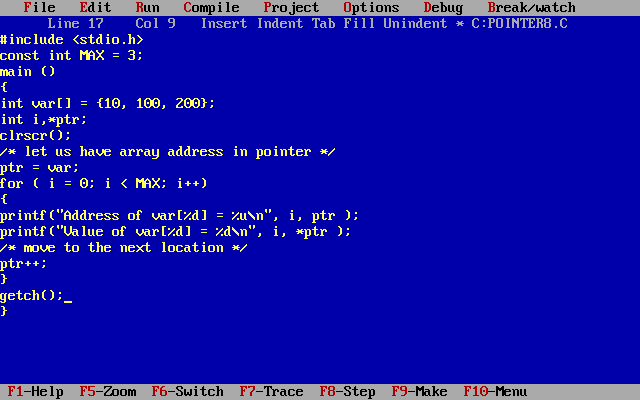 File Edit Run Compile Project Options Debug Break/watch
Line 17 Col 9 Insert Indent Tab Fill Unindent * C:POINTER8.C
#include <stdio.h>
const int MAX = 3;
main ()
{
int var[] = {10, 100, 200};
int i,*ptr;
clrscr();
/* let us have array address in pointer */
ptr = var;
for ( i = 0; i < MAX; i++)
{
printf("Address of var[%d] = %u\n", i, ptr );
printf("Value of var[%d] = %d\n", i, *ptr );
/* move to the next location */
ptr++;
}
getch();_
}
F1-Help F5-Zoom F6-Switch F7-Trace F8-Step F9-Make F10-Menu